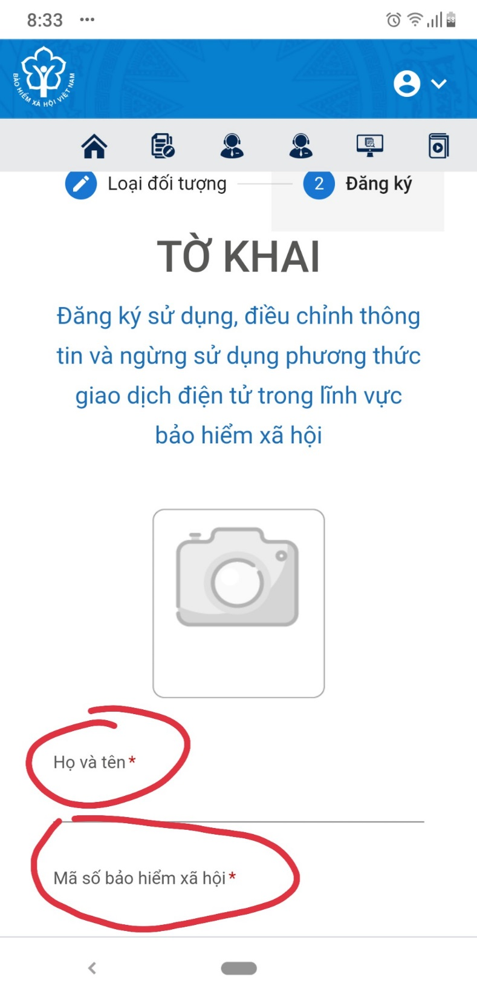 8:33
58
BẢO HIỂM XÃ HỘI VIỆT NAM
Loại đối tượng
2 Đăng ký
TỜ KHAI
Đăng ký sử dụng, điều chỉnh thông
tin và ngừng sử dụng phương thức
giao dịch điện tử trong lĩnh vực
bảo hiểm xã hội
Họ và tên *
Mã số bảo hiểm xã hội *